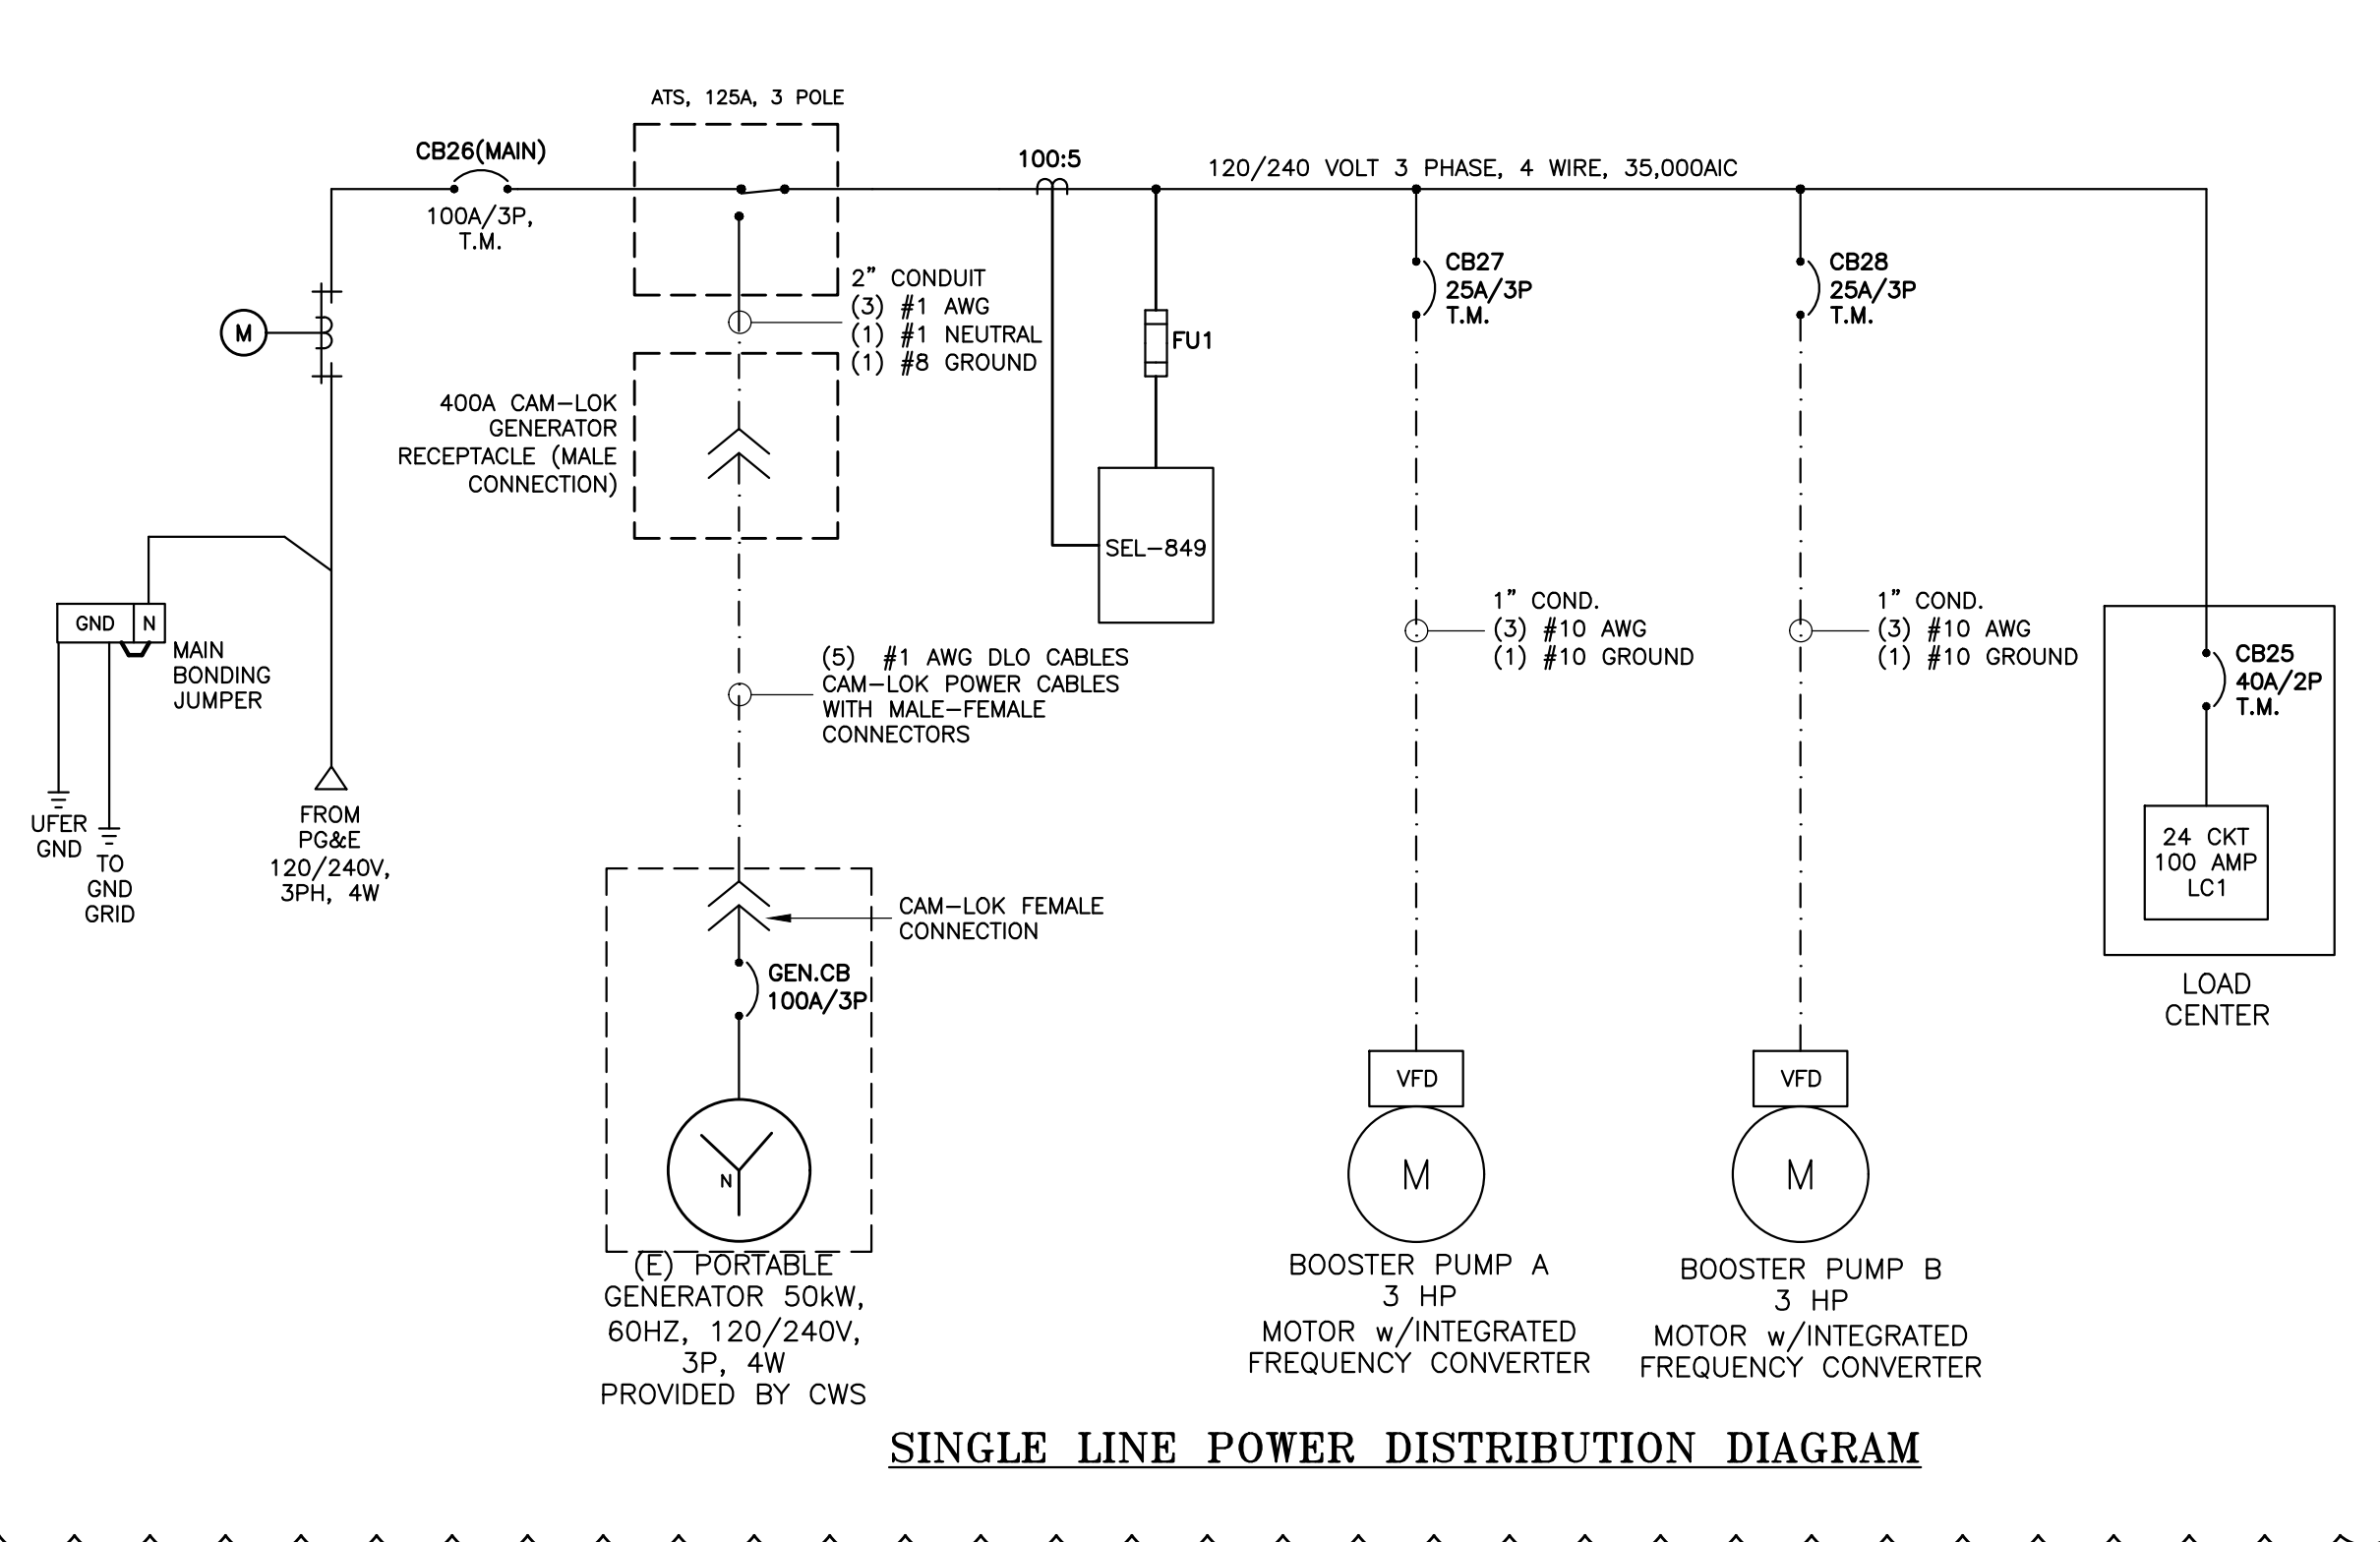 ATS, 125A, 3 POLE
CB26(MAIN)
100A/3P,
T.M.
100:5
120/240 VOLT 3 PHASE, 4 WIRE, 35,000AIC
M
2" CONDUIT
(3) #1 AWG
(1) #1 NEUTRAL
(1) #8 GROUND
FU1
CB27
25A/3P
T.M.
CB28
25A/3P
T.M.
400A CAM-LOK
GENERATOR
RECEPTACLE (MALE
CONNECTION)
SEL-849
GND N
MAIN
BONDING
JUMPER
UFER
GND
TO
GND
GRID
FROM
PG&E
120/240V,
3PH, 4W
(5) #1 AWG DLO CABLES
CAM-LOK POWER CABLES
WITH MALE-FEMALE
CONNECTORS
1" COND.
(3) #10 AWG
(1) #10 GROUND
1" COND.
(3) #10 AWG
(1) #10 GROUND
CB25
40A/2P
T.M.
24 CKT
100 AMP
LC1
LOAD
CENTER
CAM-LOK FEMALE
CONNECTION
GEN.CB
100A/3P
N
(E) PORTABLE
GENERATOR 50kW,
60HZ, 120/240V,
3P, 4W
PROVIDED BY CWS
VFD
M
BOOSTER PUMP A
3 HP
MOTOR w/INTEGRATED
FREQUENCY CONVERTER
VFD
M
BOOSTER PUMP B
3 HP
MOTOR w/INTEGRATED
FREQUENCY CONVERTER
SINGLE LINE POWER DISTRIBUTION DIAGRAM